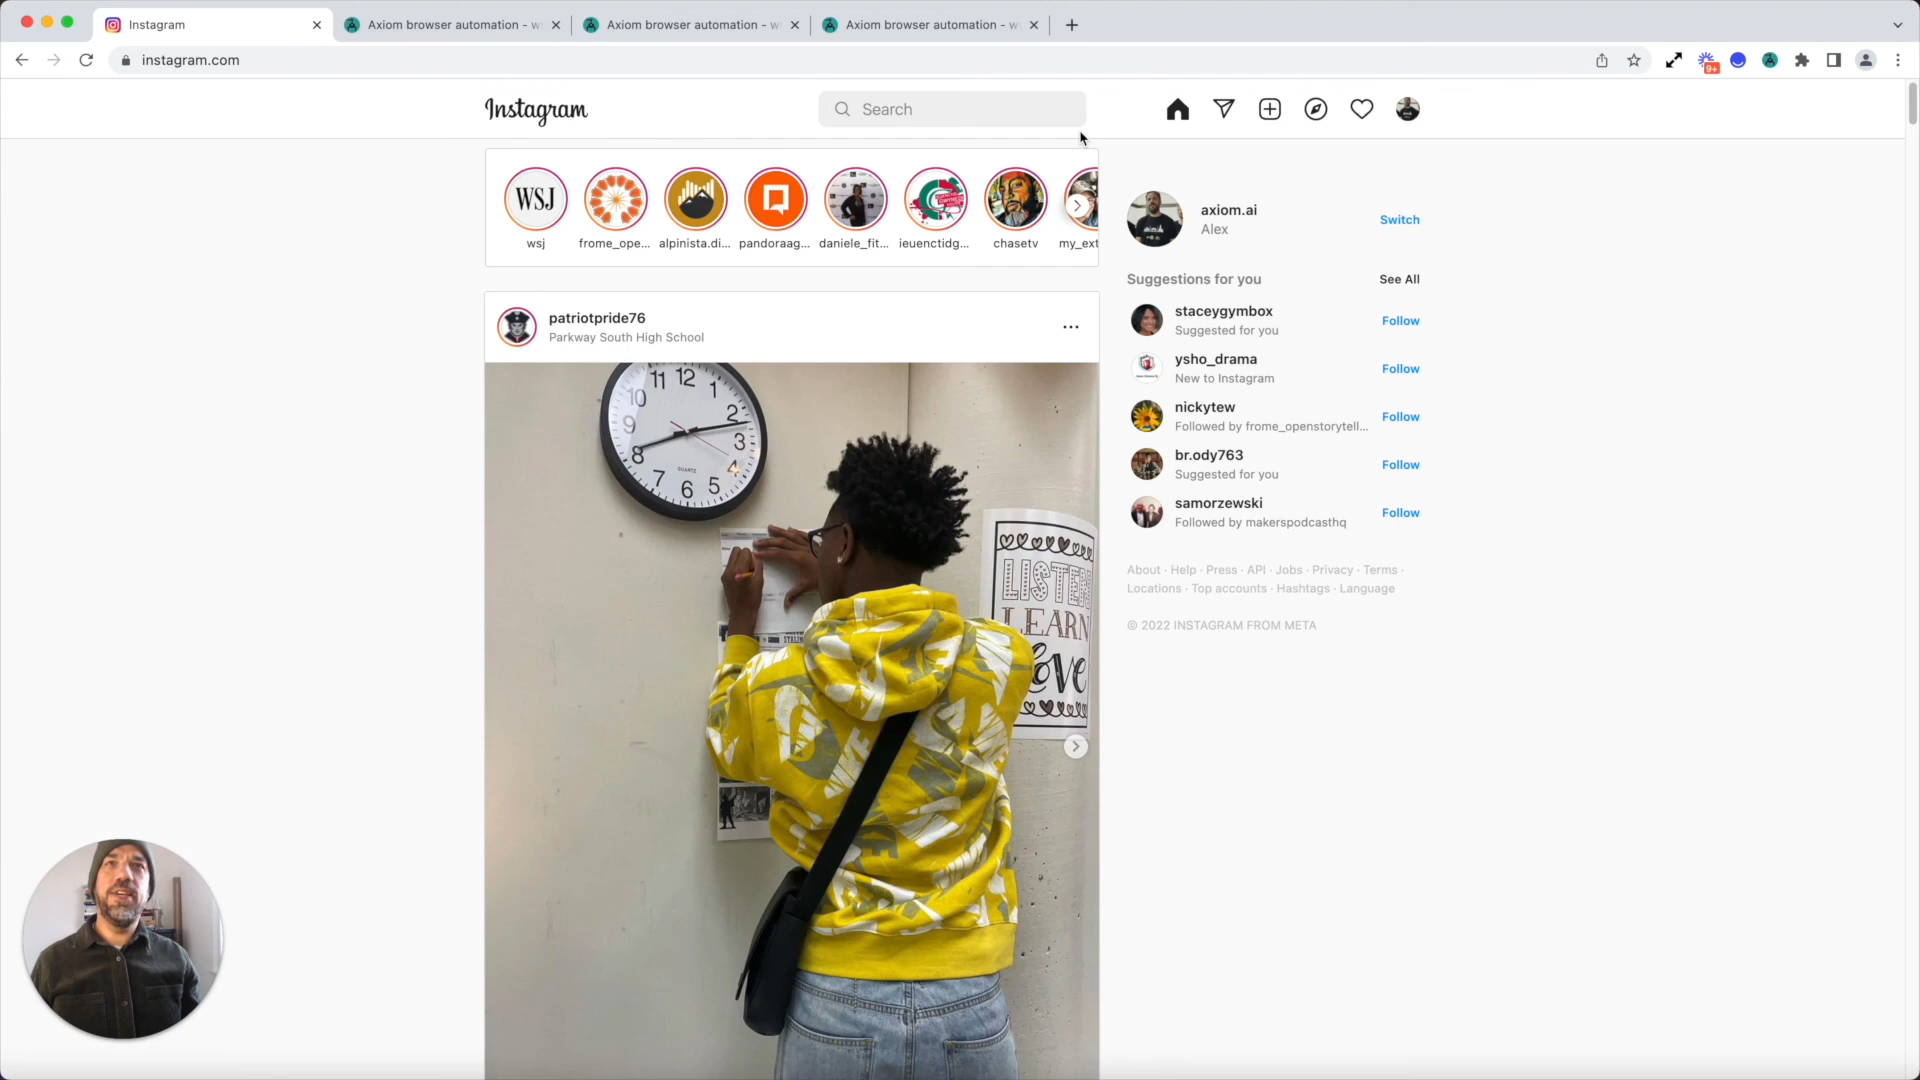 Instagram
Axiom browser automation - w
Axiom browser automation - w
Axiom browser automation - w
instagram.com
9+
Instagram
Search
WSJ
wsj
frome_ope...
alpinista.di...
pandoraag...
daniele_fit...
ieuenctidg...
chasetv
my_ext
axiom.ai
Alex
Switch
Suggestions for you
See All
staceygymbox
Suggested for you
Follow
ysho_drama
New to Instagram
Follow
nickytew
Followed by frome_openstorytell...
Follow
br.ody763
Suggested for you
Follow
samorzewski
Followed by makerspodcasthq
Follow
About · Help · Press · API · Jobs · Privacy · Terms ·
Locations · Top accounts · Hashtags · Language
© 2022 INSTAGRAM FROM META
patriotpride76
Parkway South High School
...
11 12 1
10 2
9 3
8 4
7 6 5
QUARTZ
LISTEN
LEARN
Love